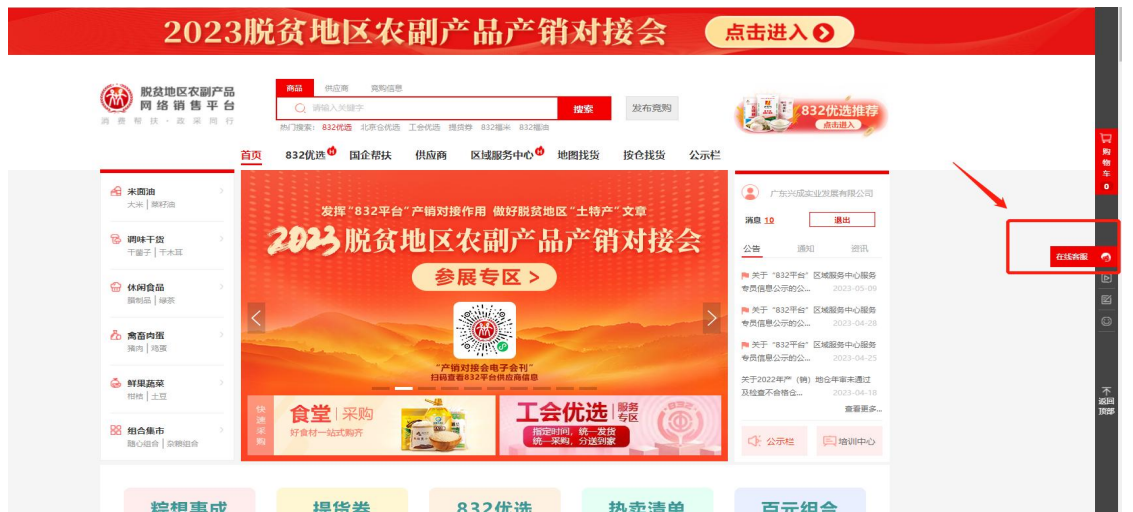 2023脱贫地区农副产品产销对接会
点击进入
脱贫地区农副产品
网络销售平台
消费帮扶·政采同行
商品 供应商 竞购信息
请输入关键字
搜索
发布竞购
热门搜索: 832优选 北京仓优选 工会优选 提货券 832福米 832福油
832优选推荐
点击进入
首页 832优选 国企帮扶 供应商 区域服务中心 地图找货 按仓找货 公示栏
米面油
大米 | 菜籽油
调味干货
干菌子 | 干木耳
休闲食品
膨制品 | 绿茶
禽畜肉蛋
猪肉 | 鸡蛋
鲜果蔬菜
柑桔 | 土豆
组合集市
随心组合 | 杂粮组合
发挥“832平台”产销对接作用 做好脱贫地区“土特产”文章
2023脱贫地区农副产品产销对接会
参展专区 >
“产销对接会电子会刊”
扫码查看832平台供应商信息
快速采购
食堂 | 采购
好食材一站式购齐
工会优选 | 服务专区
指定时间,统一发货
统一采购,分送到家
广东兴成实业发展有限公司
消息 10
退出
公告 通知 资讯
关于“832平台”区域服务中心服务
专员信息公示的公... 2023-05-09
关于“832平台”区域服务中心服务
专员信息公示的公... 2023-04-28
关于“832平台”区域服务中心服务
专员信息公示的公... 2023-04-25
关于2022年产(销)地仓年审未通过
及检查不合格仓... 2023-04-18
查看更多...
公示栏
培训中心
购物车
0
在线客服
返回
顶部
粽想事成 提货券 832优选 热卖清单 百元组合